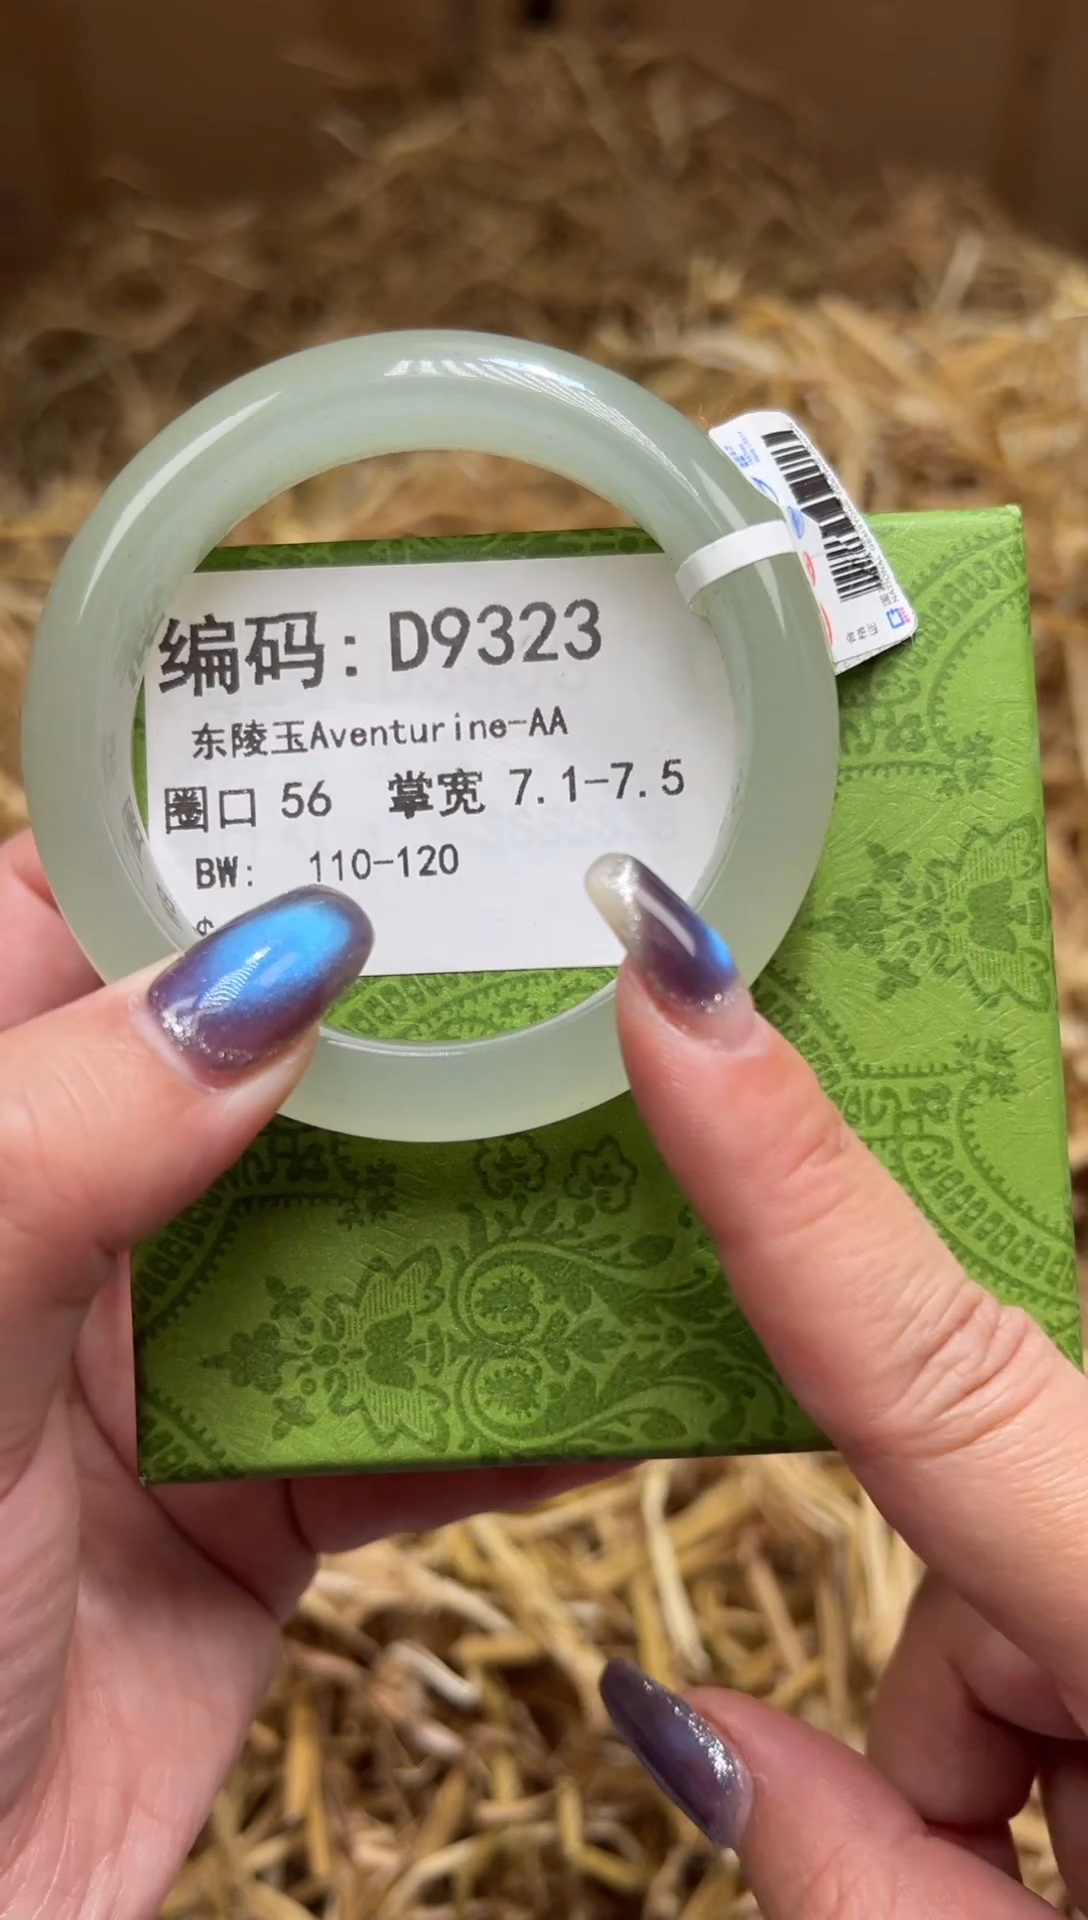 编码: D9323
东陵玉Aventurine-AA
圈口 56 掌宽 7.1-7.5
BW: 110-120